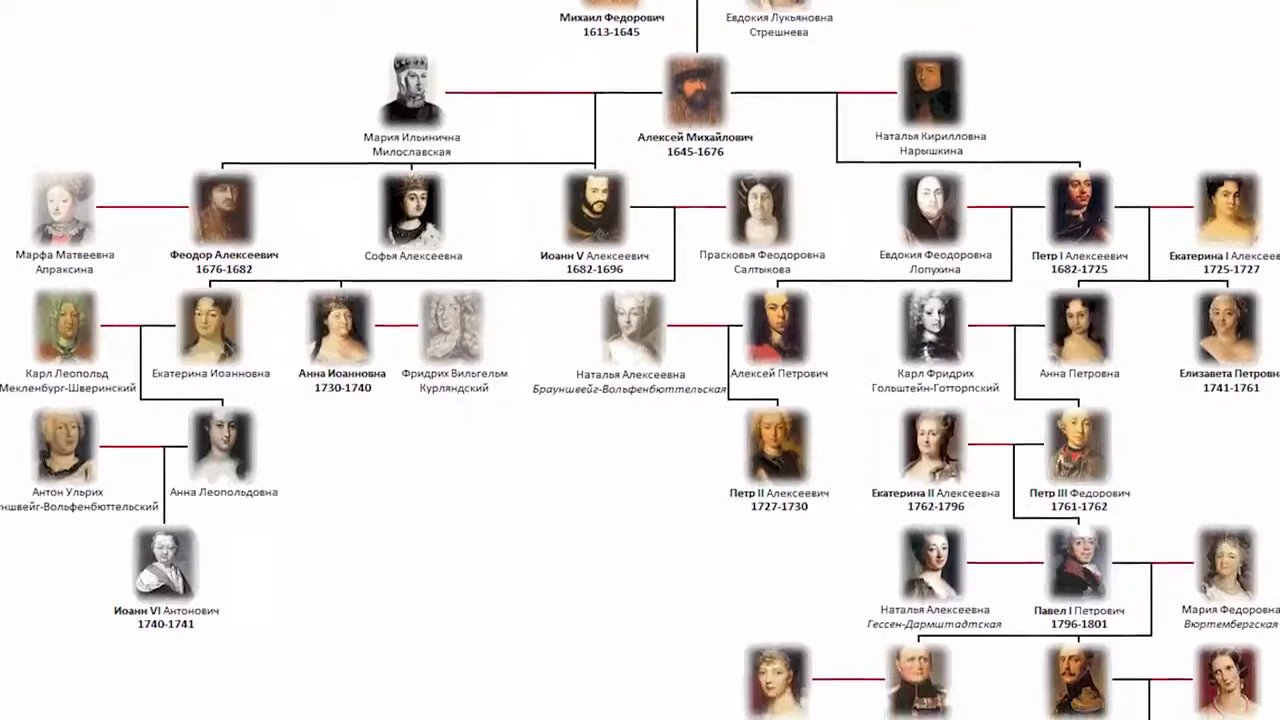 Михаил Федорович
1613-1645
Евдокия Лукьяновна
Стрешнева
Мария Ильинична
Милославская
Алексей Михайлович
1645-1676
Наталья Кирилловна
Нарышкина
Марфа Матвеевна
Апраксина
Феодор Алексеевич
1676-1682
Софья Алексеевна
Иоанн V Алексеевич
1682-1696
Прасковья Феодоровна
Салтыкова
Евдокия Феодоровна
Лопухина
Петр I Алексеевич
1682-1725
Екатерина I Алексее
1725-1727
Карл Леопольд
Мекленбург-Шверинский
Екатерина Иоанновна
Анна Иоанновна
1730-1740
Фридрих Вильгельм
Курляндский
Наталья Алексеевна
Брауншвейг-Вольфенбюттельская
Алексей Петрович
Карл Фридрих
Гольштейн-Готторпский
Анна Петровна
Елизавета Петровна
1741-1761
Антон Ульрих
ншвейг-Вольфенбюттельский
Анна Леопольдовна
Петр II Алексеевич
1727-1730
Екатерина II Алексеевна
1762-1796
Петр III Федорович
1761-1762
Иоанн VI Антонович
1740-1741
Наталья Алексеевна
Гессен-Дармштадтская
Павел I Петрович
1796-1801
Мария Федоровна
Вюртембергская